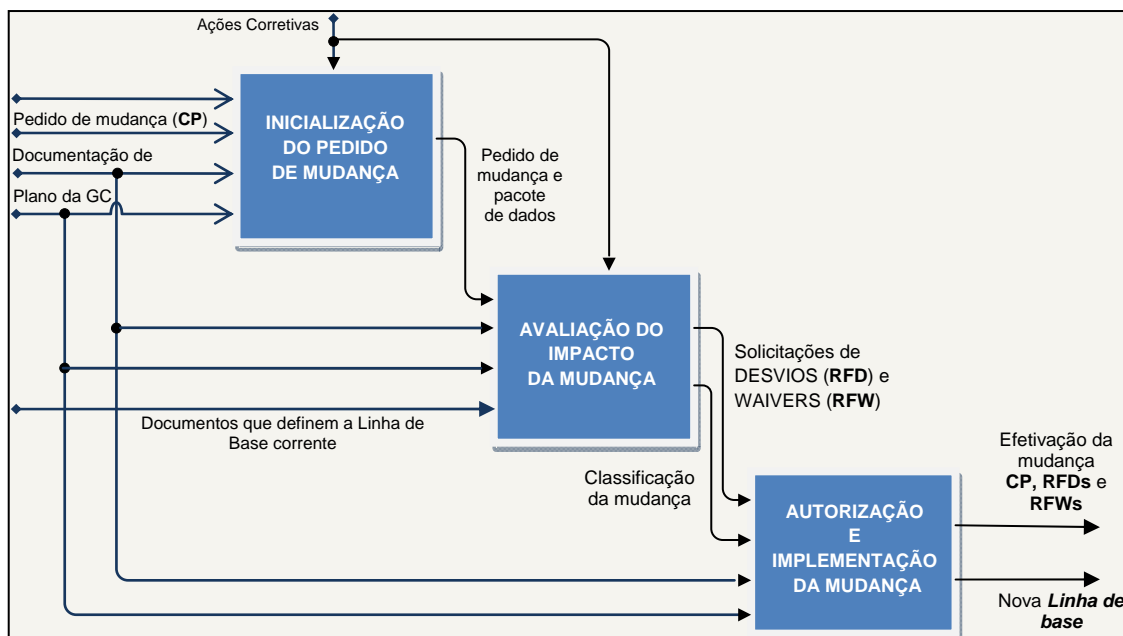 Ações Corretivas
Pedido de mudança (CP)
Documentação de
Plano da GC
INICIALIZAÇÃO
DO PEDIDO
DE MUDANÇA
Pedido de
mudança e
pacote
de dados
AVALIAÇÃO DO
IMPACTO
DA MUDANÇA
Solicitações de
DESVIOS (RFD) e
WAIVERS (RFW)
Documentos que definem a Linha de
Base corrente
Classificação
da mudança
AUTORIZAÇÃO
E
IMPLEMENTAÇÃO
DA MUDANÇA
Efetivação da
mudança
CP, RFDs e
RFWs
Nova Linha de
base